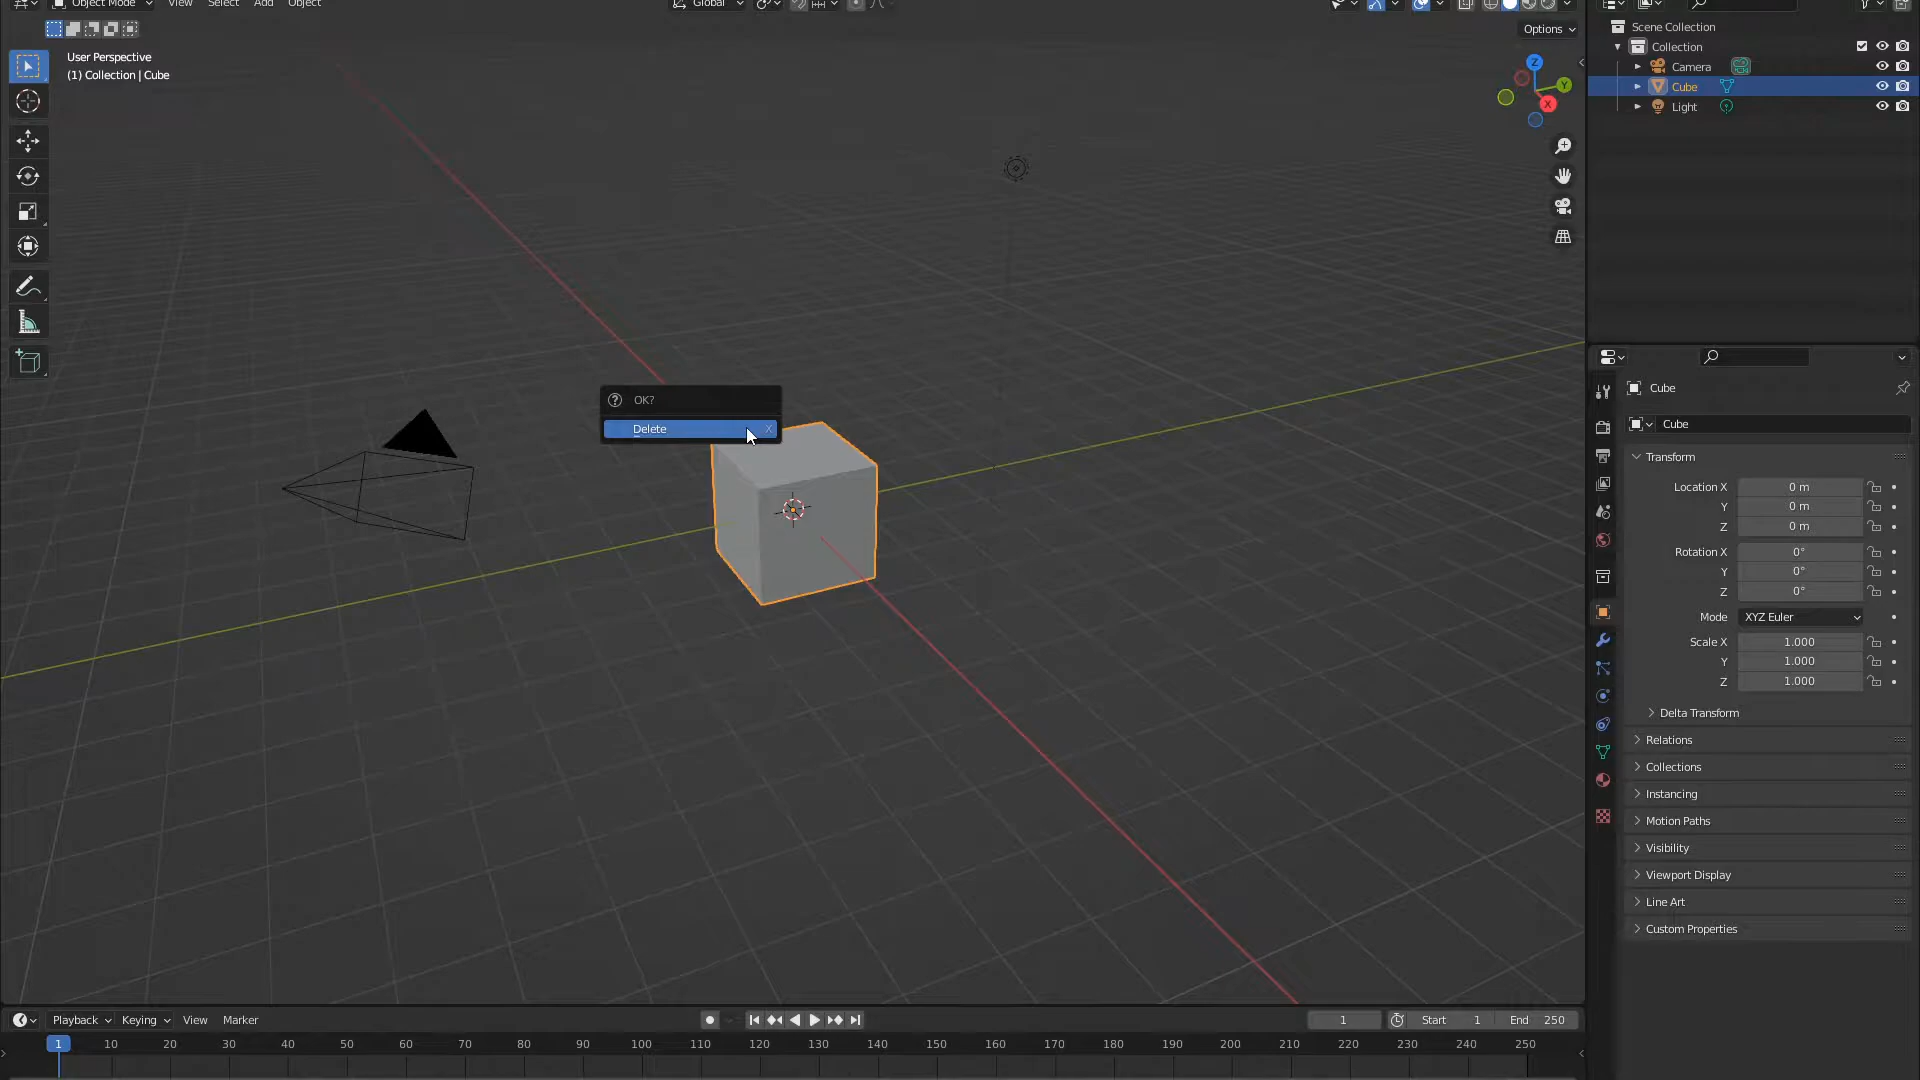 Object Mode View Select Add Object Global
Options
User Perspective
(1) Collection | Cube
Z
Y
X
Scene Collection
Collection
Camera
Cube
Light
OK?
Delete X
Cube
Cube
Transform
Location X 0 m
Y 0 m
Z 0 m
Rotation X 0°
Y 0°
Z 0°
Mode XYZ Euler
Scale X 1.000
Y 1.000
Z 1.000
Delta Transform
Relations
Collections
Instancing
Motion Paths
Visibility
Viewport Display
Line Art
Custom Properties
Playback Keying View Marker 1 Start 1 End 250
1 10 20 30 40 50 60 70 80 90 100 110 120 130 140 150 160 170 180 190 200 210 220 230 240 250